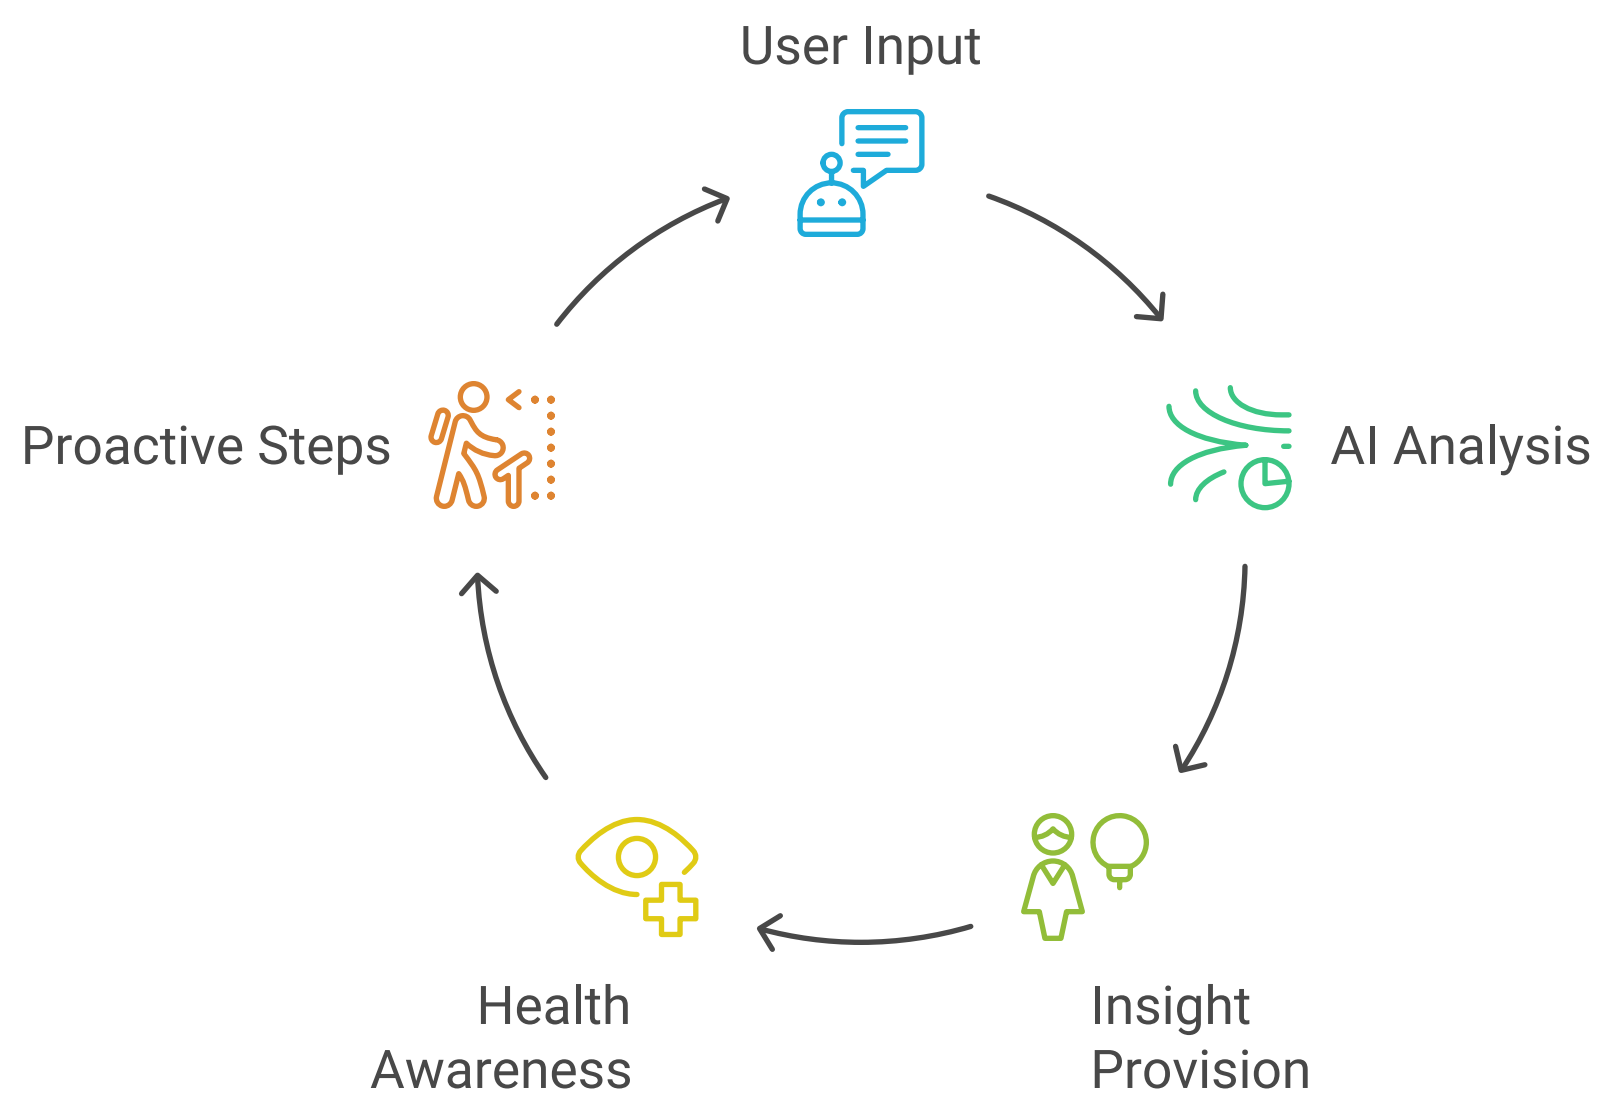 User Input
Proactive Steps
AI Analysis
Health
Awareness
Insight
Provision